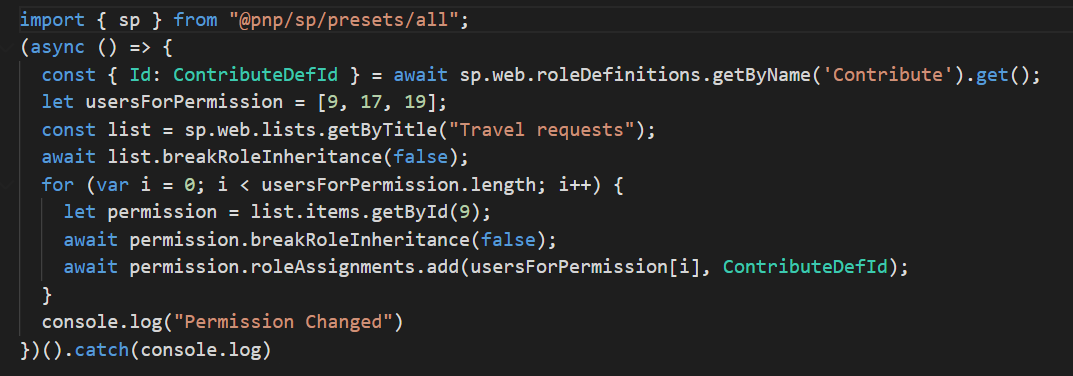 import { sp } from "@pnp/sp/presets/all";
(async () => {
  const { Id: ContributeDefId } = await sp.web.roleDefinitions.getByName('Contribute').get();
  let usersForPermission = [9, 17, 19];
  const list = sp.web.lists.getByTitle("Travel requests");
  await list.breakRoleInheritance(false);
  for (var i = 0; i < usersForPermission.length; i++) {
    let permission = list.items.getById(9);
    await permission.breakRoleInheritance(false);
    await permission.roleAssignments.add(usersForPermission[i], ContributeDefId);
  }
  console.log("Permission Changed")
})().catch(console.log)